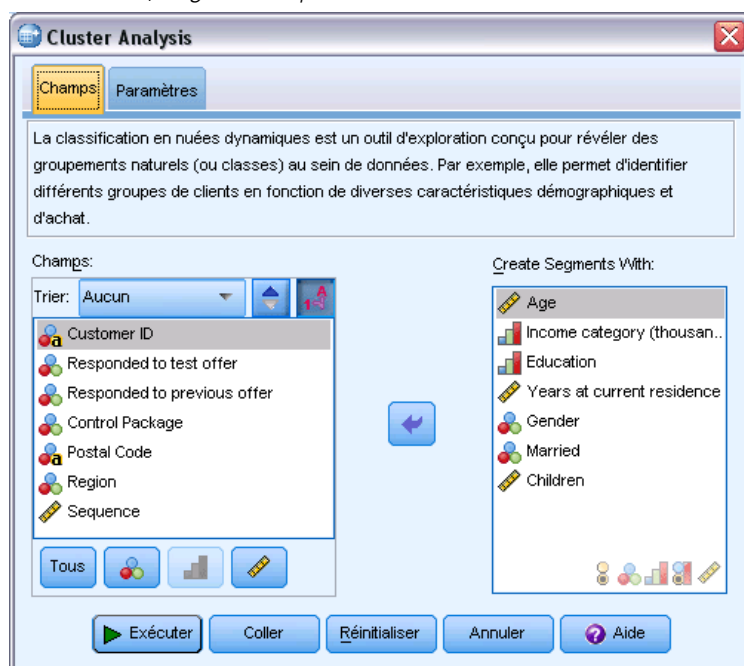 Cluster Analysis
Champs
Paramètres
La classification en nuées dynamiques est un outil d'exploration conçu pour révéler des
groupements naturels (ou classes) au sein de données. Par exemple, elle permet d'identifier
différents groupes de clients en fonction de diverses caractéristiques démographiques et
d'achat.
Champs:
Trier: Aucun
Customer ID
Responded to test offer
Responded to previous offer
Control Package
Postal Code
Region
Sequence
Tous
Create Segments With:
Age
Income category (thousan..
Education
Years at current residence
Gender
Married
Children
Exécuter
Coller
Réinitialiser
Annuler
Aide